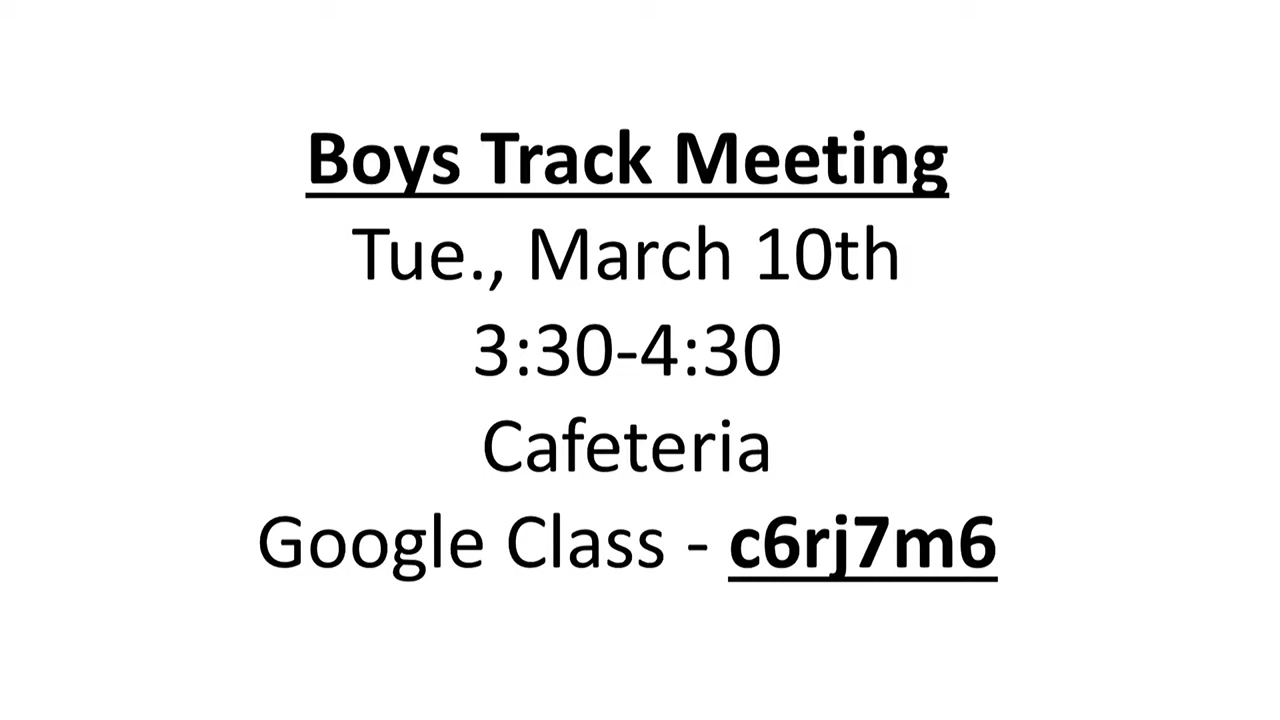 Boys Track Meeting
Tue., March 10th
3:30-4:30
Cafeteria
Google Class - c6rj7m6